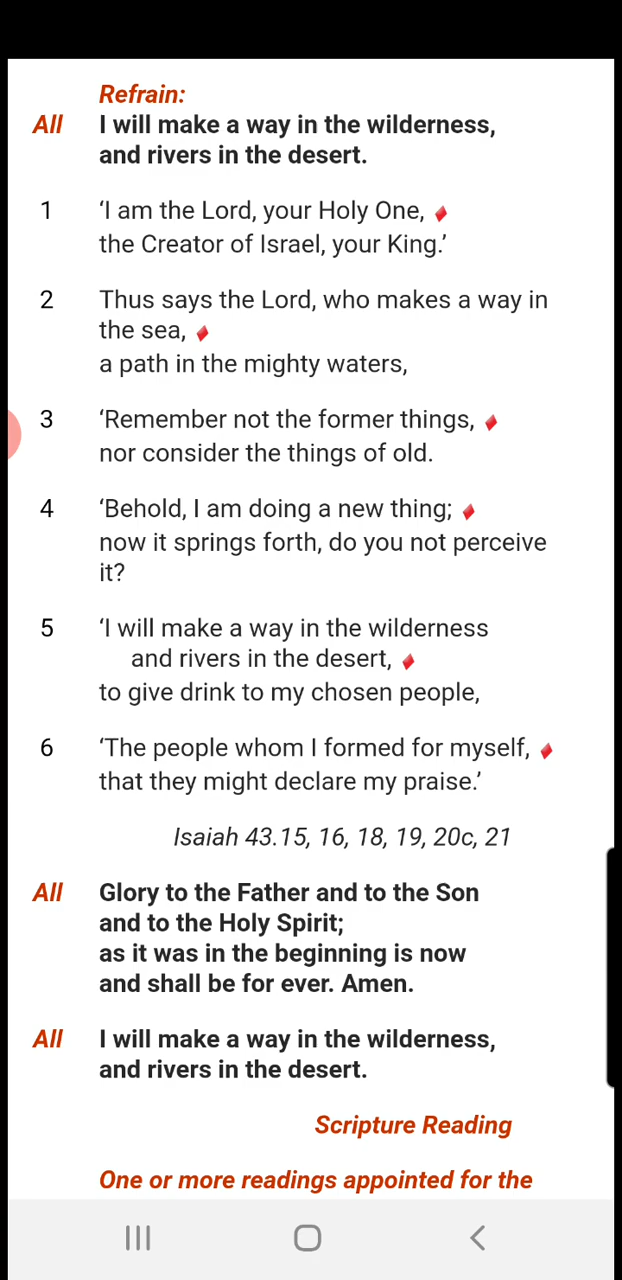 Refrain:
All I will make a way in the wilderness,
and rivers in the desert.
1 ‘I am the Lord, your Holy One, ♦
the Creator of Israel, your King.’
2 Thus says the Lord, who makes a way in
the sea, ♦
a path in the mighty waters,
3 ‘Remember not the former things, ♦
nor consider the things of old.
4 ‘Behold, I am doing a new thing; ♦
now it springs forth, do you not perceive
it?
5 ‘I will make a way in the wilderness
and rivers in the desert, ♦
to give drink to my chosen people,
6 ‘The people whom I formed for myself, ♦
that they might declare my praise.’
Isaiah 43.15, 16, 18, 19, 20c, 21
All Glory to the Father and to the Son
and to the Holy Spirit;
as it was in the beginning is now
and shall be for ever. Amen.
All I will make a way in the wilderness,
and rivers in the desert.
Scripture Reading
One or more readings appointed for the